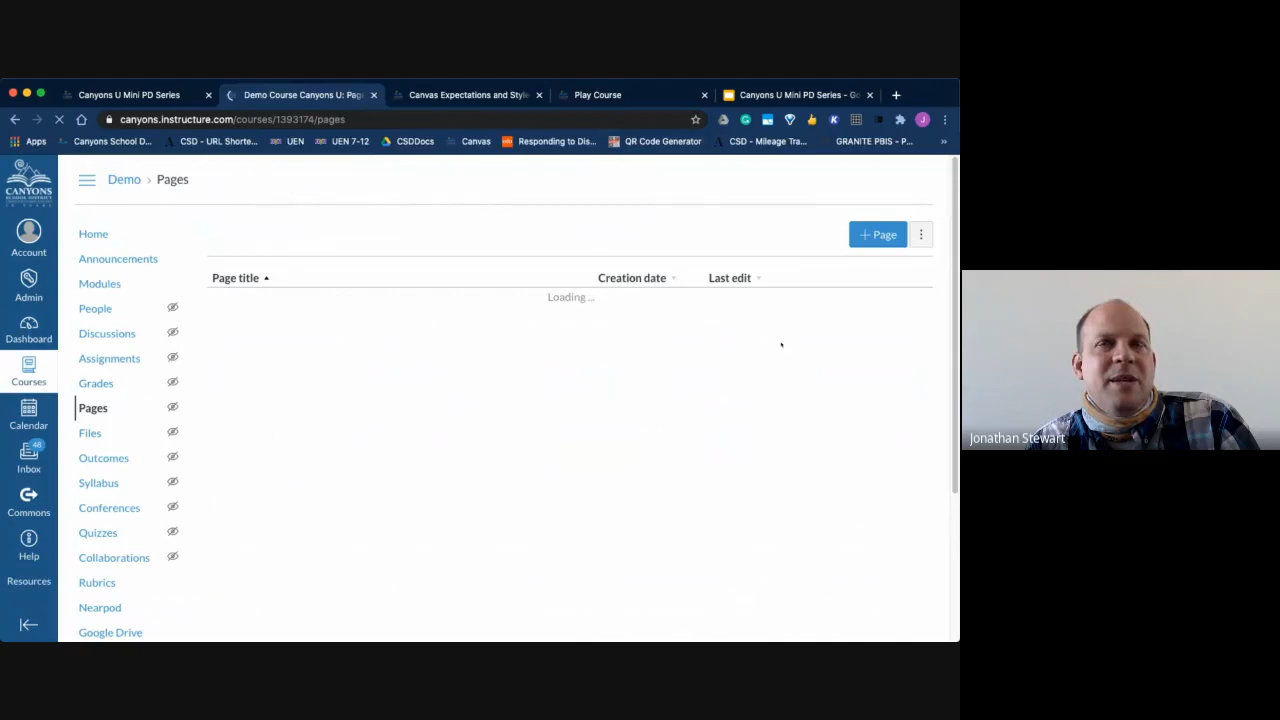 Canyons U Mini PD Series
Demo Course Canyons U: Pag
Canvas Expectations and Style
Play Course
Canyons U Mini PD Series - Go
canyons.instructure.com/courses/1393174/pages
Apps
Canyons School D...
CSD - URL Shorte...
UEN
UEN 7-12
CSDDocs
Canvas
Responding to Dis...
QR Code Generator
CSD - Mileage Tra...
GRANITE PBIS - P...
»
CANYONS
SCHOOL DISTRICT
Account
Admin
Dashboard
Courses
Calendar
48
Inbox
Commons
Help
Resources
Demo › Pages
Home
Announcements
Modules
People
Discussions
Assignments
Grades
Pages
Files
Outcomes
Syllabus
Conferences
Quizzes
Collaborations
Rubrics
Nearpod
Google Drive
+ Page
Page title
Creation date
Last edit
Loading ...
J
K
Jonathan Stewart